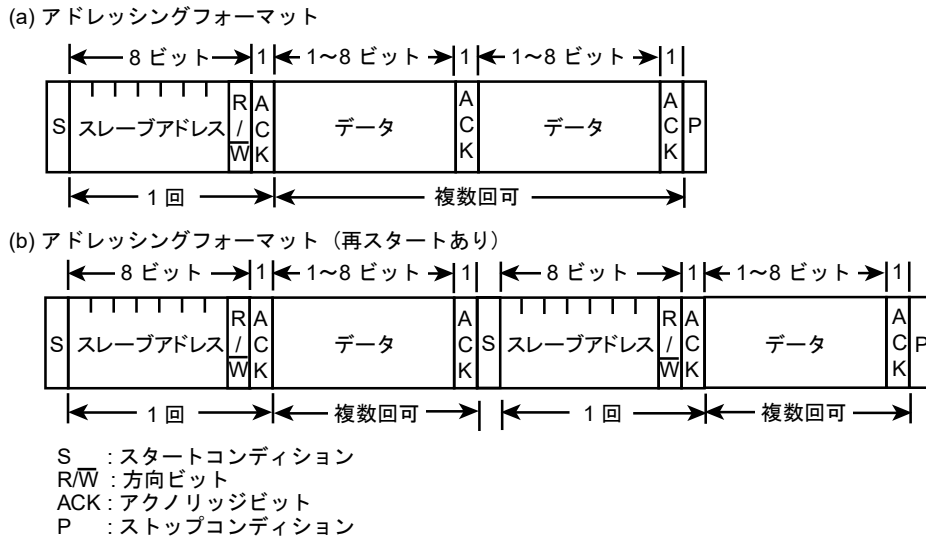 (a) アドレッシングフォーマット
8 ビット 1 1～8 ビット 1 1～8 ビット 1
S スレーブアドレス R/W̅ ACK データ ACK データ ACK P
1 回 複数回可
(b) アドレッシングフォーマット（再スタートあり）
8 ビット 1 1～8 ビット 1 8 ビット 1 1～8 ビット 1
S スレーブアドレス R/W̅ ACK データ ACK S スレーブアドレス R/W̅ ACK データ ACK P
1 回 複数回可 1 回 複数回可
S : スタートコンディション
R/W̅ : 方向ビット
ACK : アクノリッジビット
P : ストップコンディション